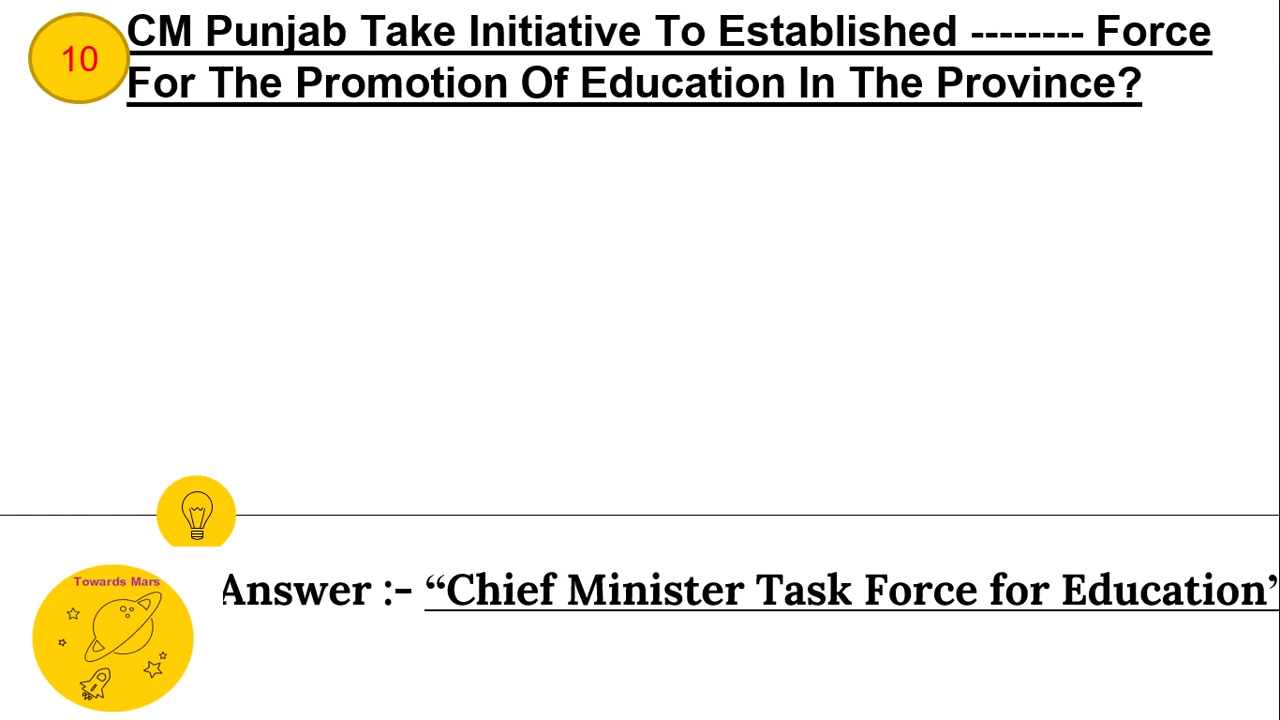 10
CM Punjab Take Initiative To Established -------- Force
For The Promotion Of Education In The Province?
Towards Mars
Answer :- “Chief Minister Task Force for Education’